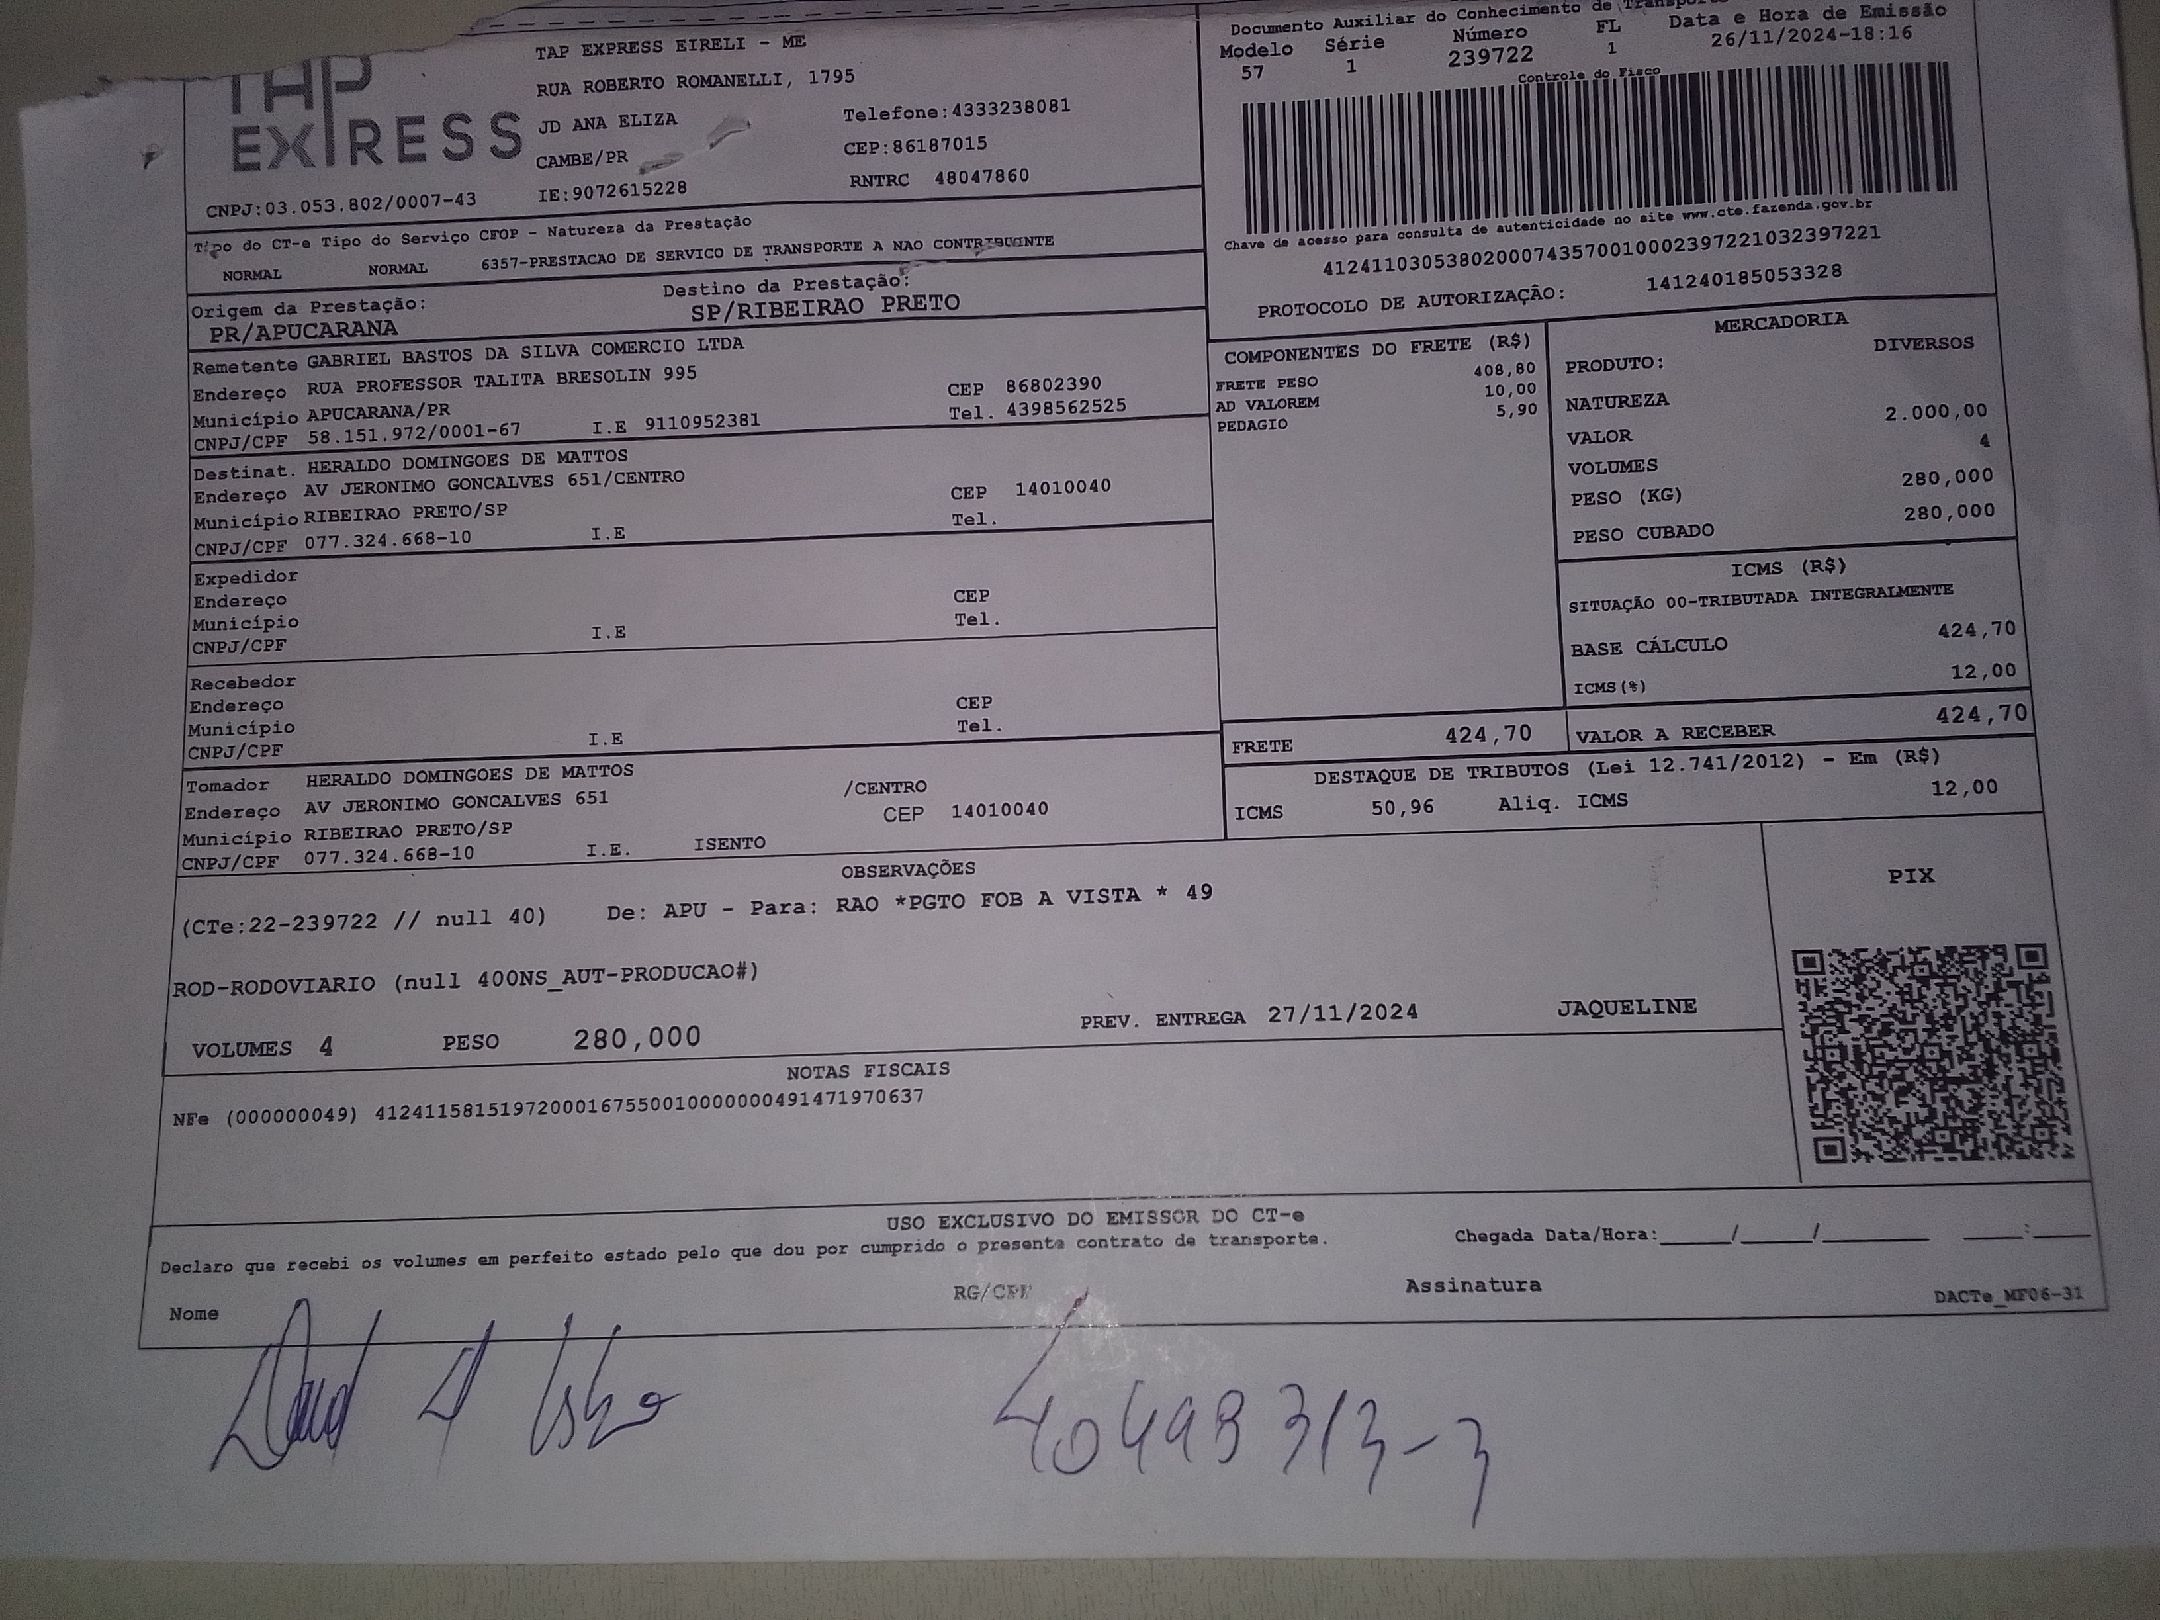 Documento Auxiliar do Conhecimento de Transporte
Modelo Série Número FL Data e Hora de Emissão
57 1 239722 1 26/11/2024-18:16
Controle do Fisco
TAP EXPRESS
TAP EXPRESS EIRELI - ME
RUA ROBERTO ROMANELLI, 1795
JD ANA ELIZA Telefone:4333238081
CAMBE/PR CEP:86187015
CNPJ:03.053.802/0007-43 IE:9072615228 RNTRC 48047860
Chave de acesso para consulta de autenticidade no site www.cte.fazenda.gov.br
41241103053802000743570010002397221032397221
PROTOCOLO DE AUTORIZAÇÃO: 141240185053328
Tipo do CT-e Tipo do Serviço CFOP - Natureza da Prestação
NORMAL NORMAL 6357-PRESTACAO DE SERVICO DE TRANSPORTE A NAO CONTRIBUINTE
Origem da Prestação: Destino da Prestação:
PR/APUCARANA SP/RIBEIRAO PRETO
Remetente GABRIEL BASTOS DA SILVA COMERCIO LTDA
Endereço RUA PROFESSOR TALITA BRESOLIN 995 CEP 86802390
Município APUCARANA/PR Tel. 4398562525
CNPJ/CPF 58.151.972/0001-67 I.E 9110952381
Destinat. HERALDO DOMINGOES DE MATTOS
Endereço AV JERONIMO GONCALVES 651/CENTRO CEP 14010040
Município RIBEIRAO PRETO/SP Tel.
CNPJ/CPF 077.324.668-10 I.E
Expedidor
Endereço CEP
Município Tel.
CNPJ/CPF I.E
Recebedor
Endereço CEP
Município Tel.
CNPJ/CPF I.E
Tomador HERALDO DOMINGOES DE MATTOS
Endereço AV JERONIMO GONCALVES 651 /CENTRO
Município RIBEIRAO PRETO/SP CEP 14010040
CNPJ/CPF 077.324.668-10 I.E. ISENTO
COMPONENTES DO FRETE (R$)
FRETE PESO 408,80
AD VALOREM 10,00
PEDAGIO 5,90
MERCADORIA
PRODUTO: DIVERSOS
NATUREZA
VALOR 2.000,00
VOLUMES 4
PESO (KG) 280,000
PESO CUBADO 280,000
ICMS (R$)
SITUAÇÃO 00-TRIBUTADA INTEGRALMENTE
BASE CÁLCULO 424,70
ICMS(%) 12,00
FRETE 424,70 VALOR A RECEBER 424,70
DESTAQUE DE TRIBUTOS (Lei 12.741/2012) - Em (R$)
ICMS 50,96 Aliq. ICMS 12,00
OBSERVAÇÕES
(CTe:22-239722 // null 40) De: APU - Para: RAO *PGTO FOB A VISTA * 49
ROD-RODOVIARIO (null 400NS_AUT-PRODUCAO#)
VOLUMES 4 PESO 280,000 PREV. ENTREGA 27/11/2024 JAQUELINE
PIX
NOTAS FISCAIS
NFe (000000049) 41241158151972000167550010000000491471970637
USO EXCLUSIVO DO EMISSOR DO CT-e
Declaro que recebi os volumes em perfeito estado pelo que dou por cumprido o presente contrato de transporte. Chegada Data/Hora:____/____/______ ___:___
Nome RG/CPF Assinatura DACTe_MF06-31
40498313-3